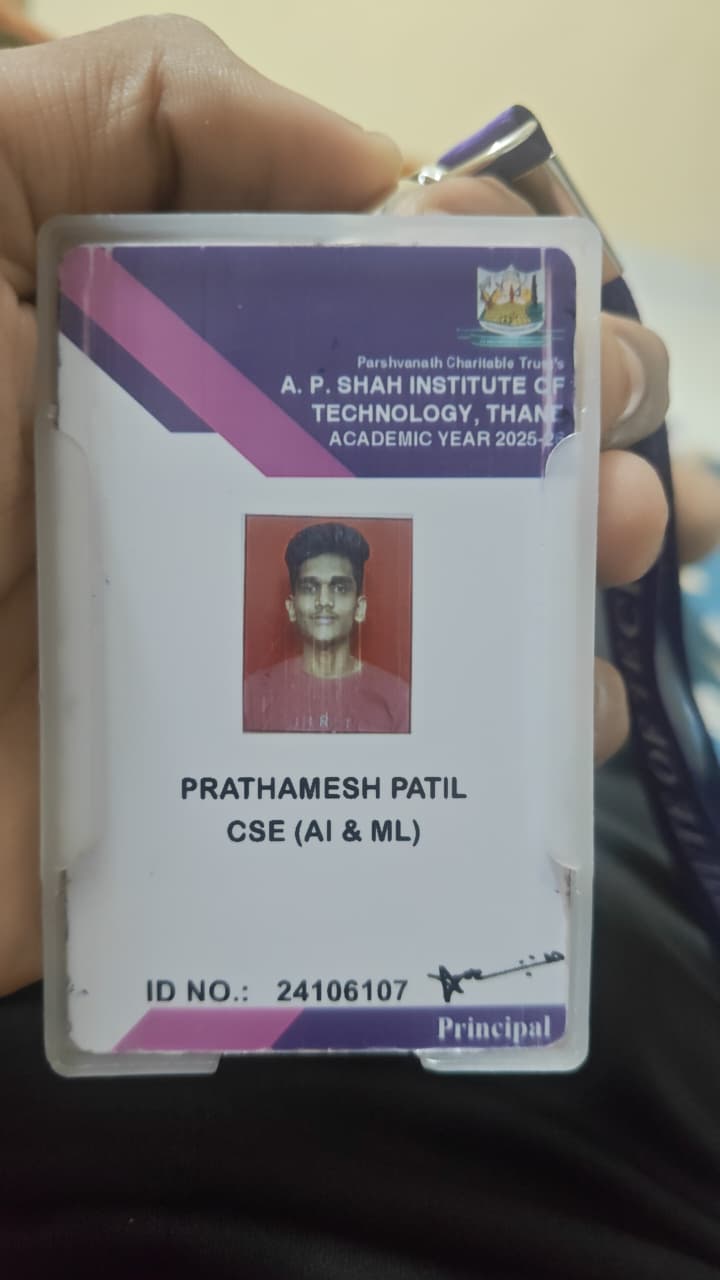 Parshvanath Charitable Trust's
A. P. SHAH INSTITUTE OF
TECHNOLOGY, THANE
ACADEMIC YEAR 2025-26
PRATHAMESH PATIL
CSE (AI & ML)
ID NO.: 24106107
Principal